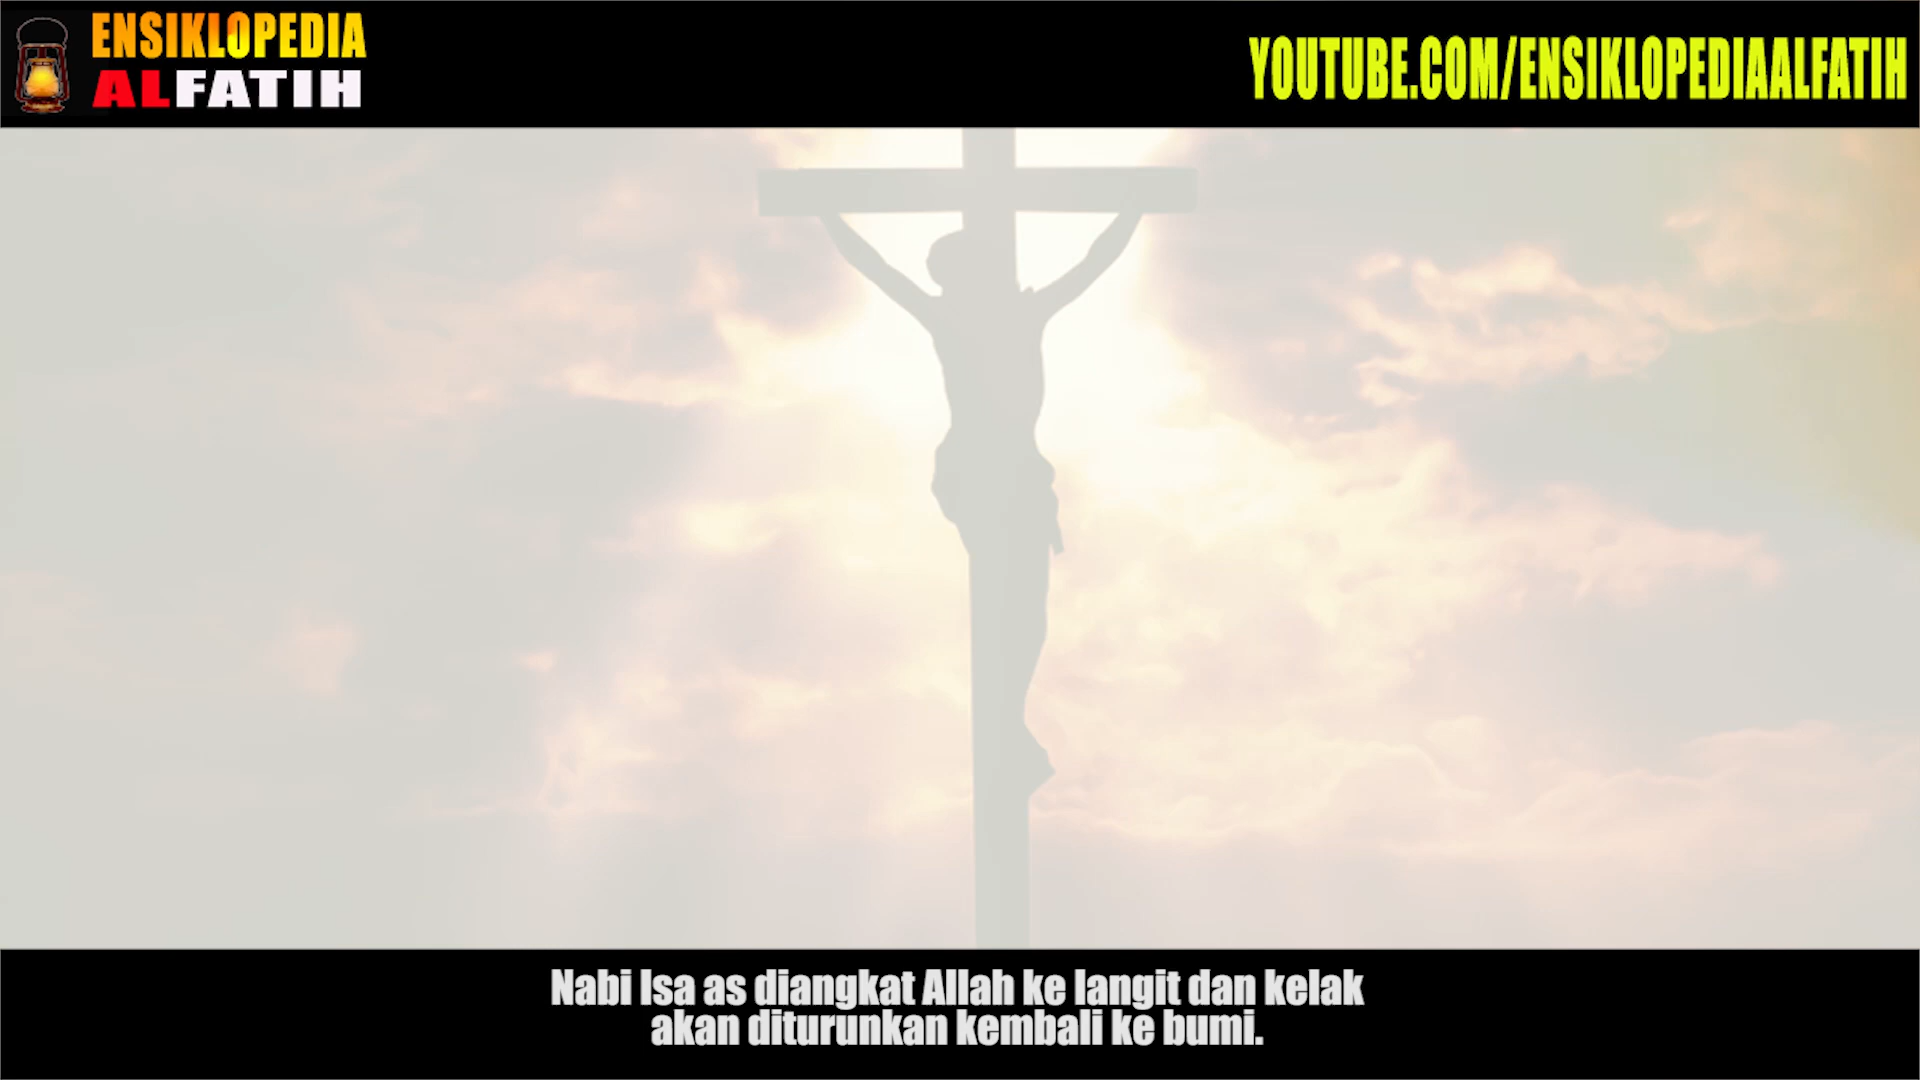 ENSIKLOPEDIA
ALFATIH
YOUTUBE.COM/ENSIKLOPEDIAALFATIH
Nabi Isa as diangkat Allah ke langit dan kelak
akan diturunkan kembali ke bumi.